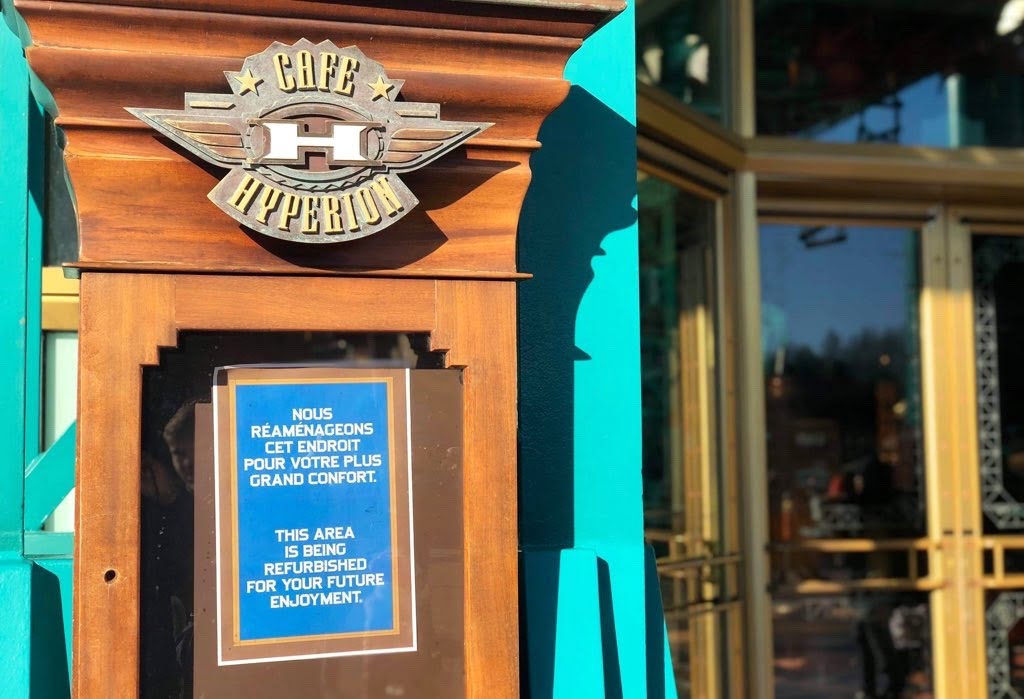 CAFE
H
HYPERION
NOUS
RÉAMÉNAGEONS
CET ENDROIT
POUR VOTRE PLUS
GRAND CONFORT.
THIS AREA
IS BEING
REFURBISHED
FOR YOUR FUTURE
ENJOYMENT.